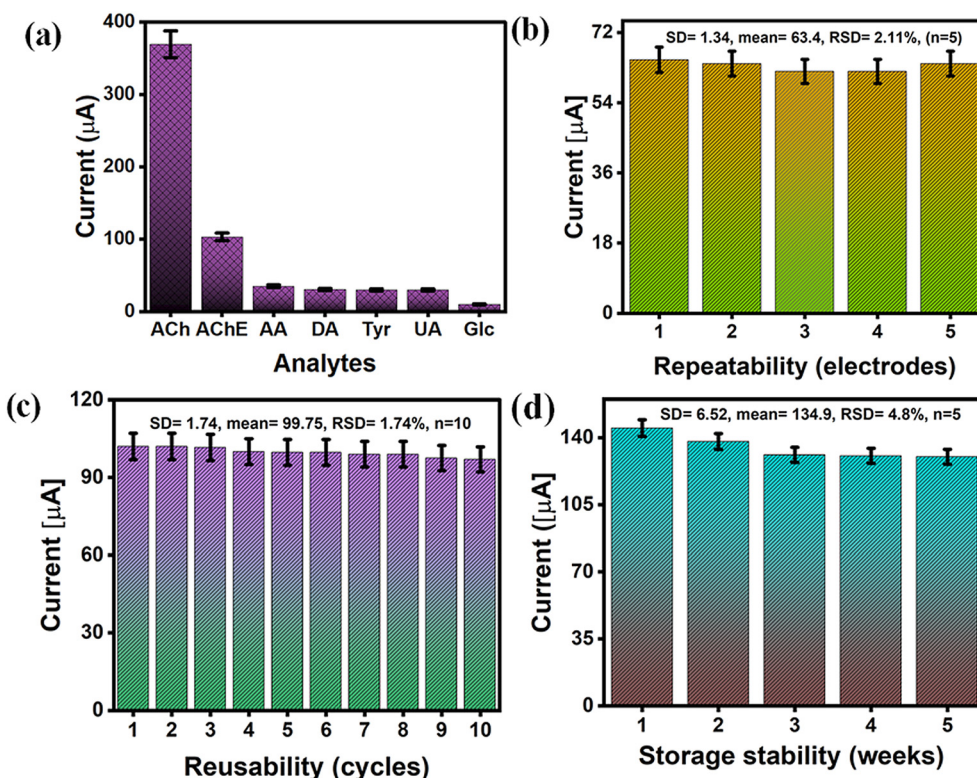 (a)
Current (μA)
400
300
200
100
0
ACh AChE AA DA Tyr UA Glc
Analytes
(b)
SD= 1.34, mean= 63.4, RSD= 2.11%, (n=5)
Current [μA]
72
54
36
18
0
1 2 3 4 5
Repeatability (electrodes)
(c)
SD= 1.74, mean= 99.75, RSD= 1.74%, n=10
Current [μA]
120
90
60
30
0
1 2 3 4 5 6 7 8 9 10
Reusability (cycles)
(d)
SD= 6.52, mean= 134.9, RSD= 4.8%, n=5
Current ([μA]
140
105
70
35
0
1 2 3 4 5
Storage stability (weeks)